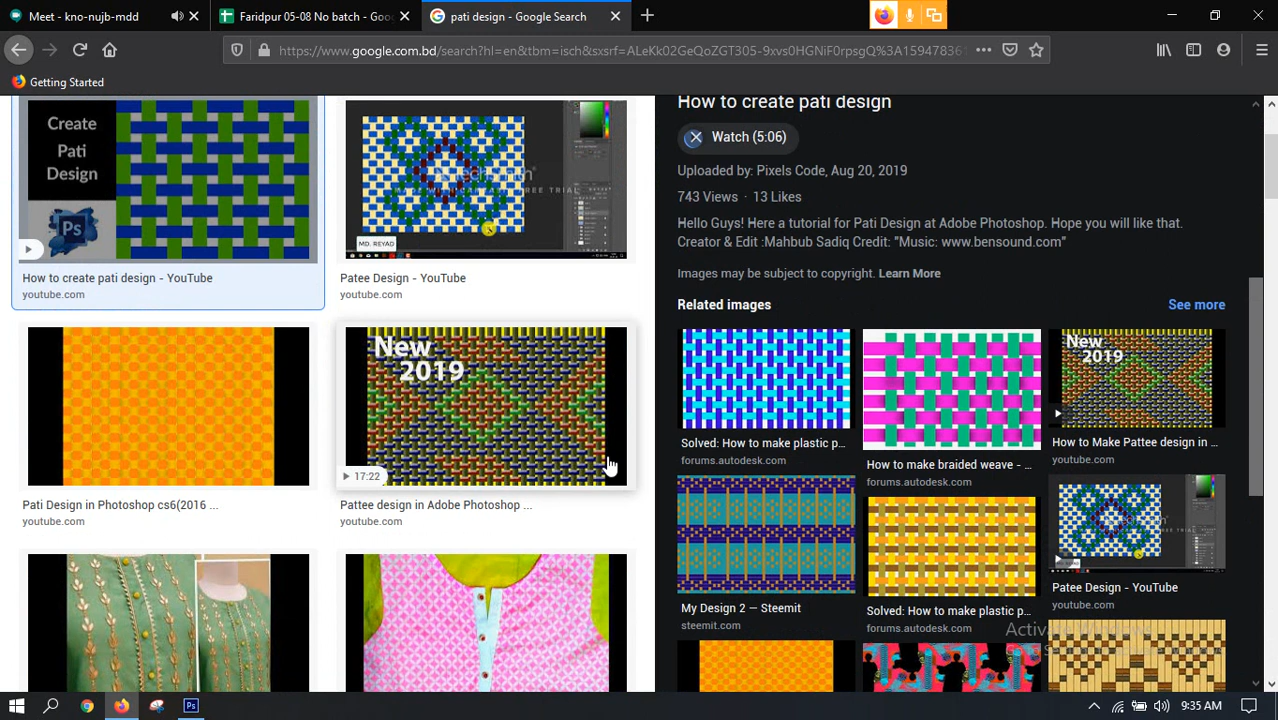 Meet - kno-nujb-mdd
Faridpur 05-08 No batch - Goo
pati design - Google Search
https://www.google.com.bd/search?hl=en&tbm=isch&sxsrf=ALeKk02GeQoZGT305-9xvs0HGNiF0rpsgQ%3A159478365
Getting Started
Create
Pati
Design
Ps
How to create pati design - YouTube
youtube.com
MD. REYAD
Patee Design - YouTube
youtube.com
Pati Design in Photoshop cs6(2016 ...
youtube.com
New
2019
17:22
Pattee design in Adobe Photoshop ...
youtube.com
How to create pati design
Watch (5:06)
Uploaded by: Pixels Code, Aug 20, 2019
743 Views · 13 Likes
Hello Guys! Here a tutorial for Pati Design at Adobe Photoshop. Hope you will like that.
Creator & Edit :Mahbub Sadiq Credit: "Music: www.bensound.com"
Images may be subject to copyright. Learn More
Related images
See more
Solved: How to make plastic p...
forums.autodesk.com
How to make braided weave - ...
forums.autodesk.com
New
2019
How to Make Pattee design in ...
youtube.com
My Design 2 — Steemit
steemit.com
Solved: How to make plastic p...
forums.autodesk.com
Patee Design - YouTube
youtube.com
Activate Windows
Ps
9:35 AM